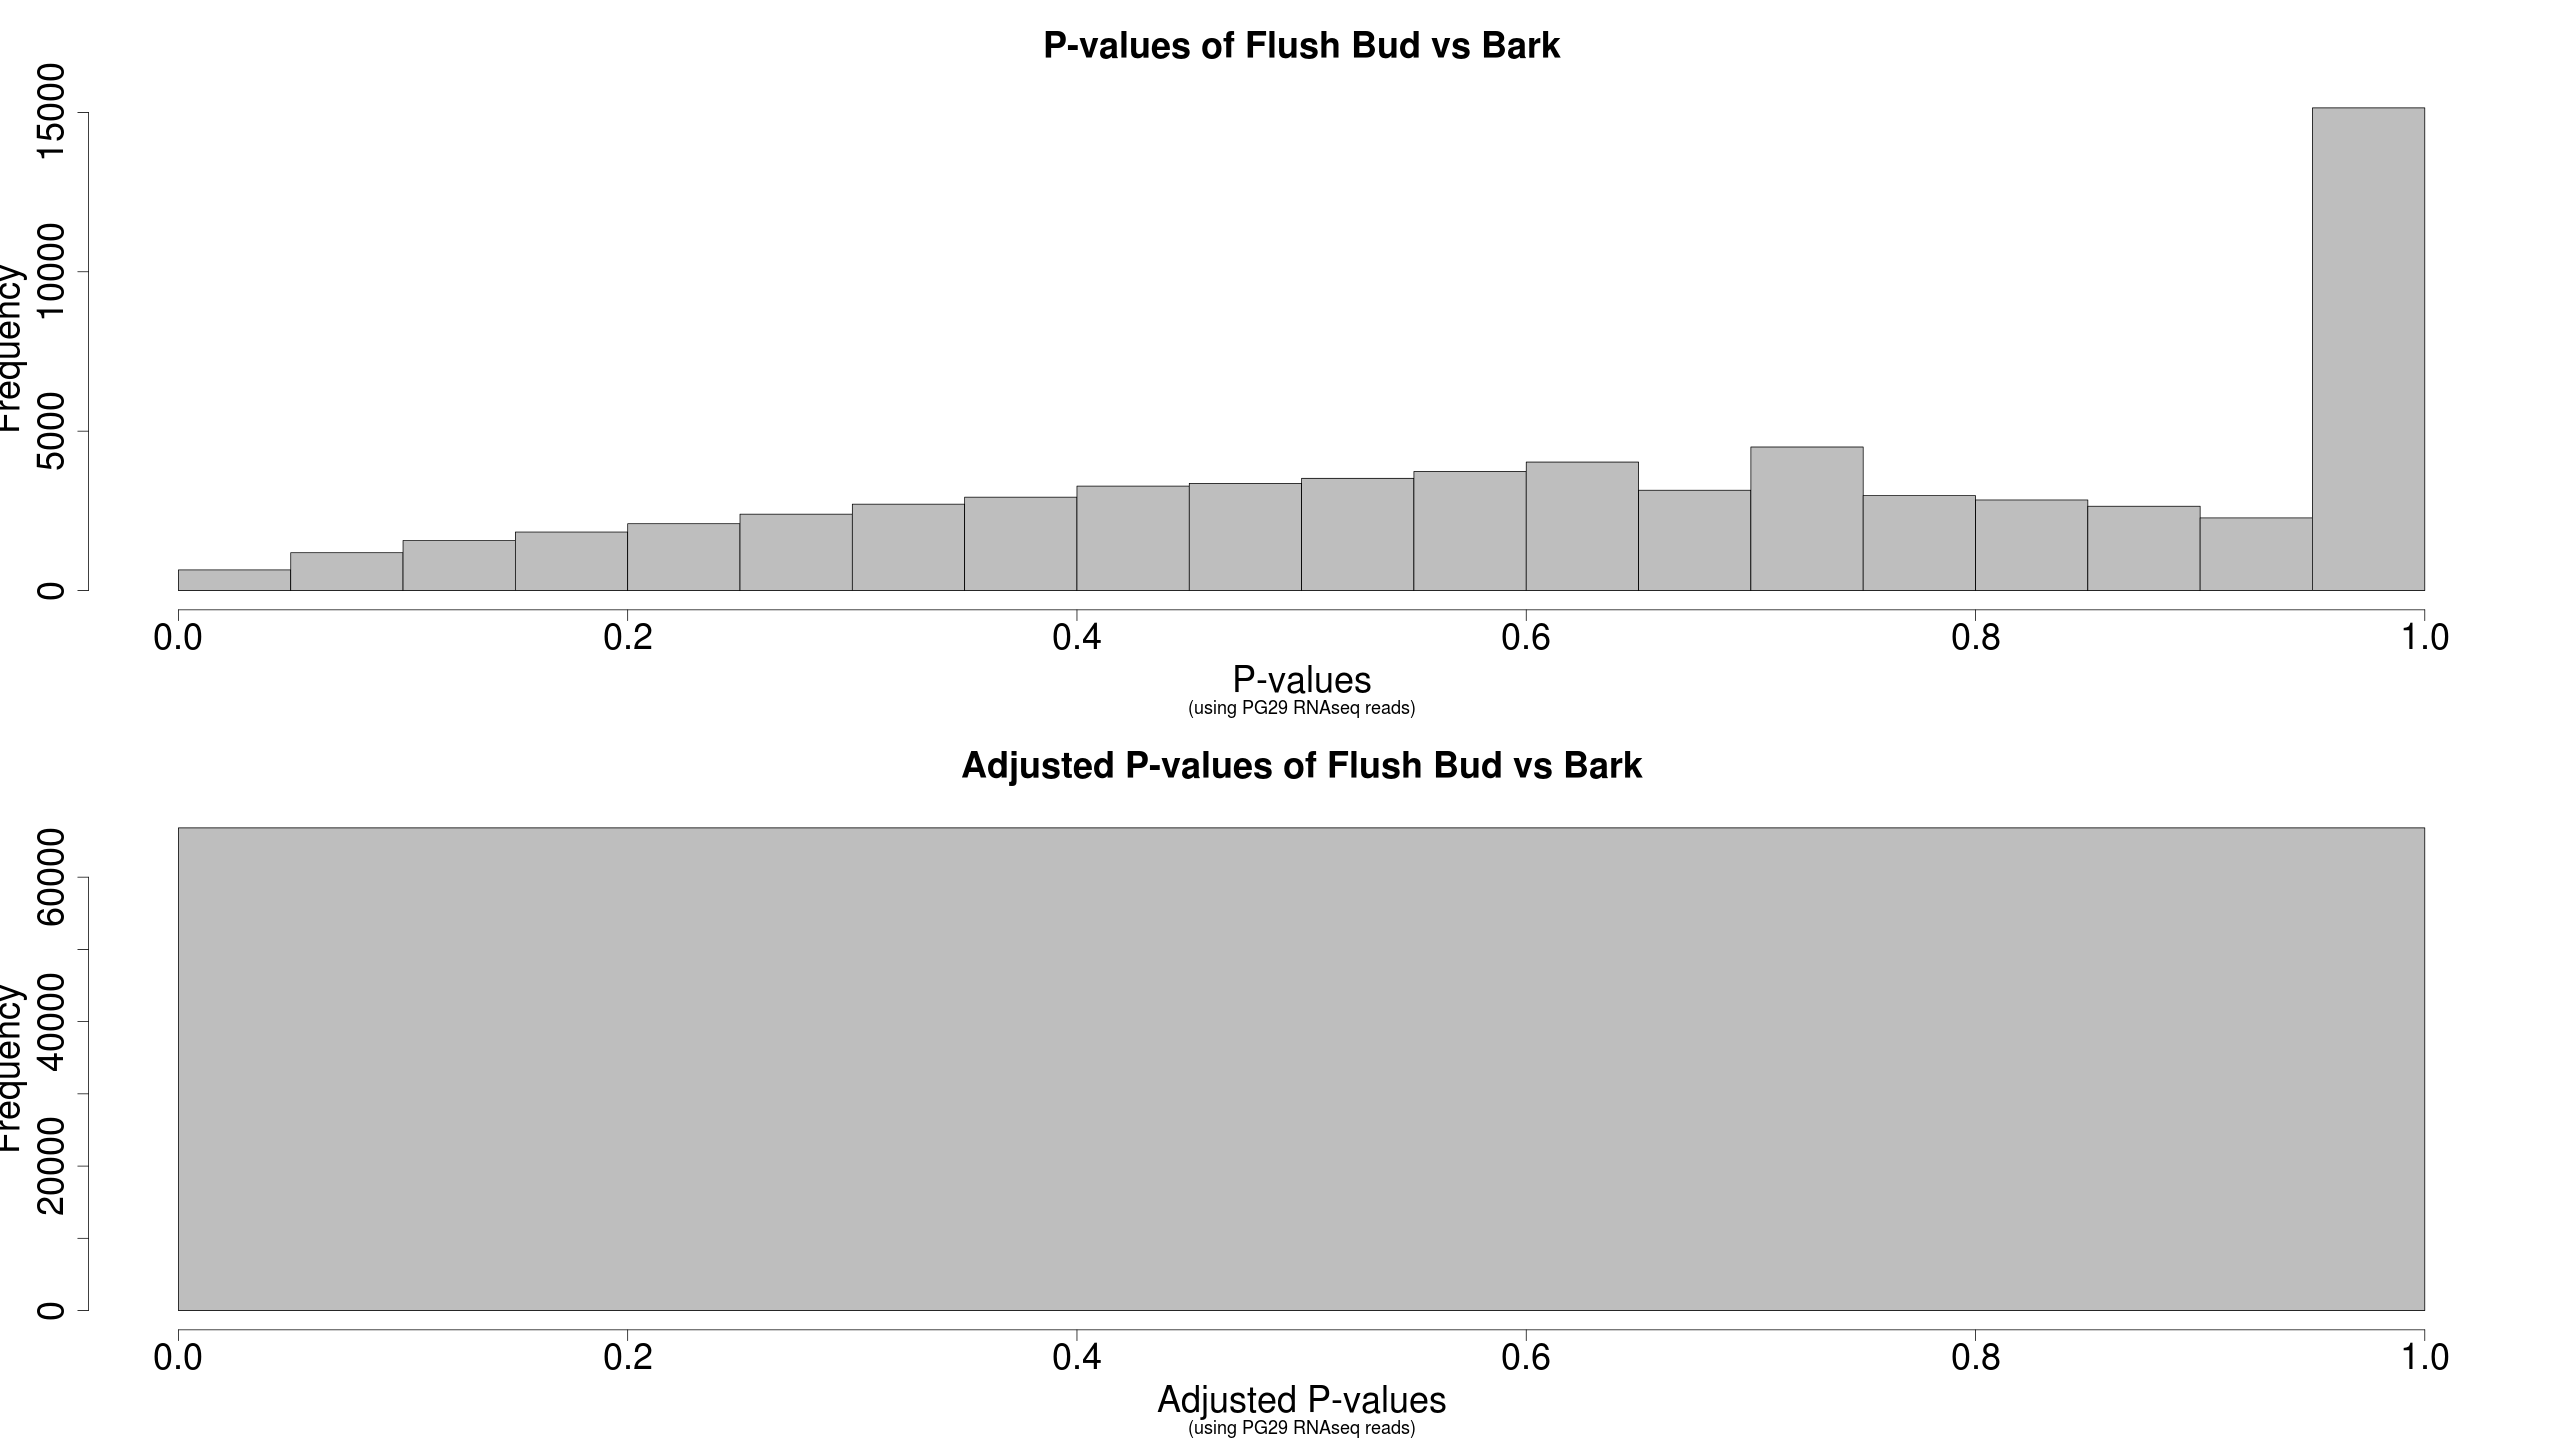 P-values of Flush Bud vs Bark
Frequency
15000
10000
5000
0
0.0 0.2 0.4 0.6 0.8 1.0
P-values
(using PG29 RNAseq reads)
Adjusted P-values of Flush Bud vs Bark
Frequency
60000
40000
20000
0
0.0 0.2 0.4 0.6 0.8 1.0
Adjusted P-values
(using PG29 RNAseq reads)